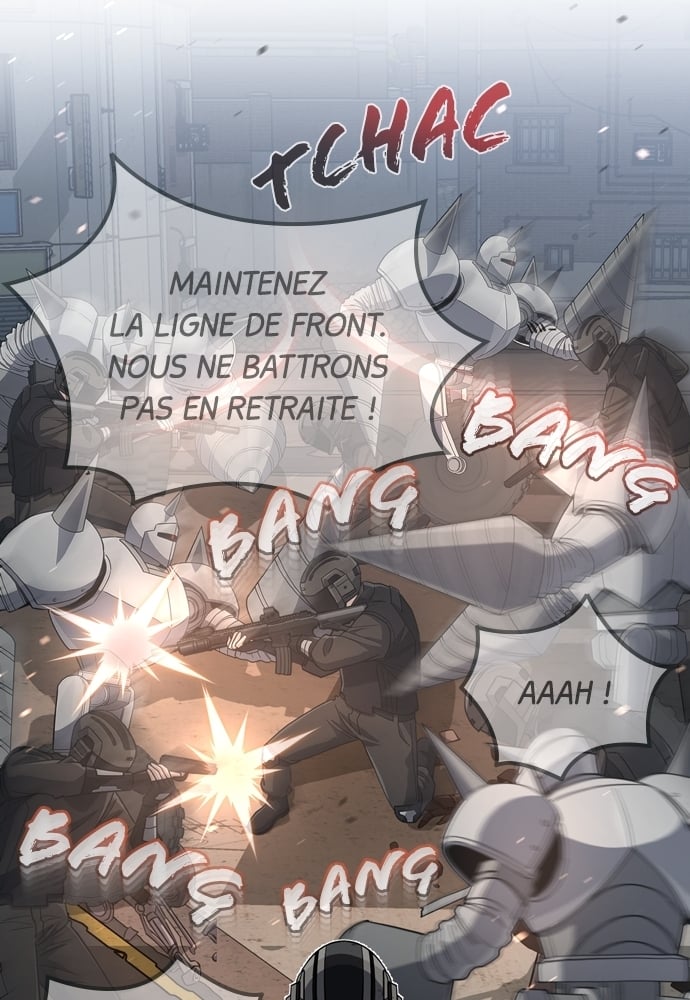 TCHAC
MAINTENEZ
LA LIGNE DE FRONT.
NOUS NE BATTRONS
PAS EN RETRAITE !
BANG
BANG
AAAH !
BANG
BANG